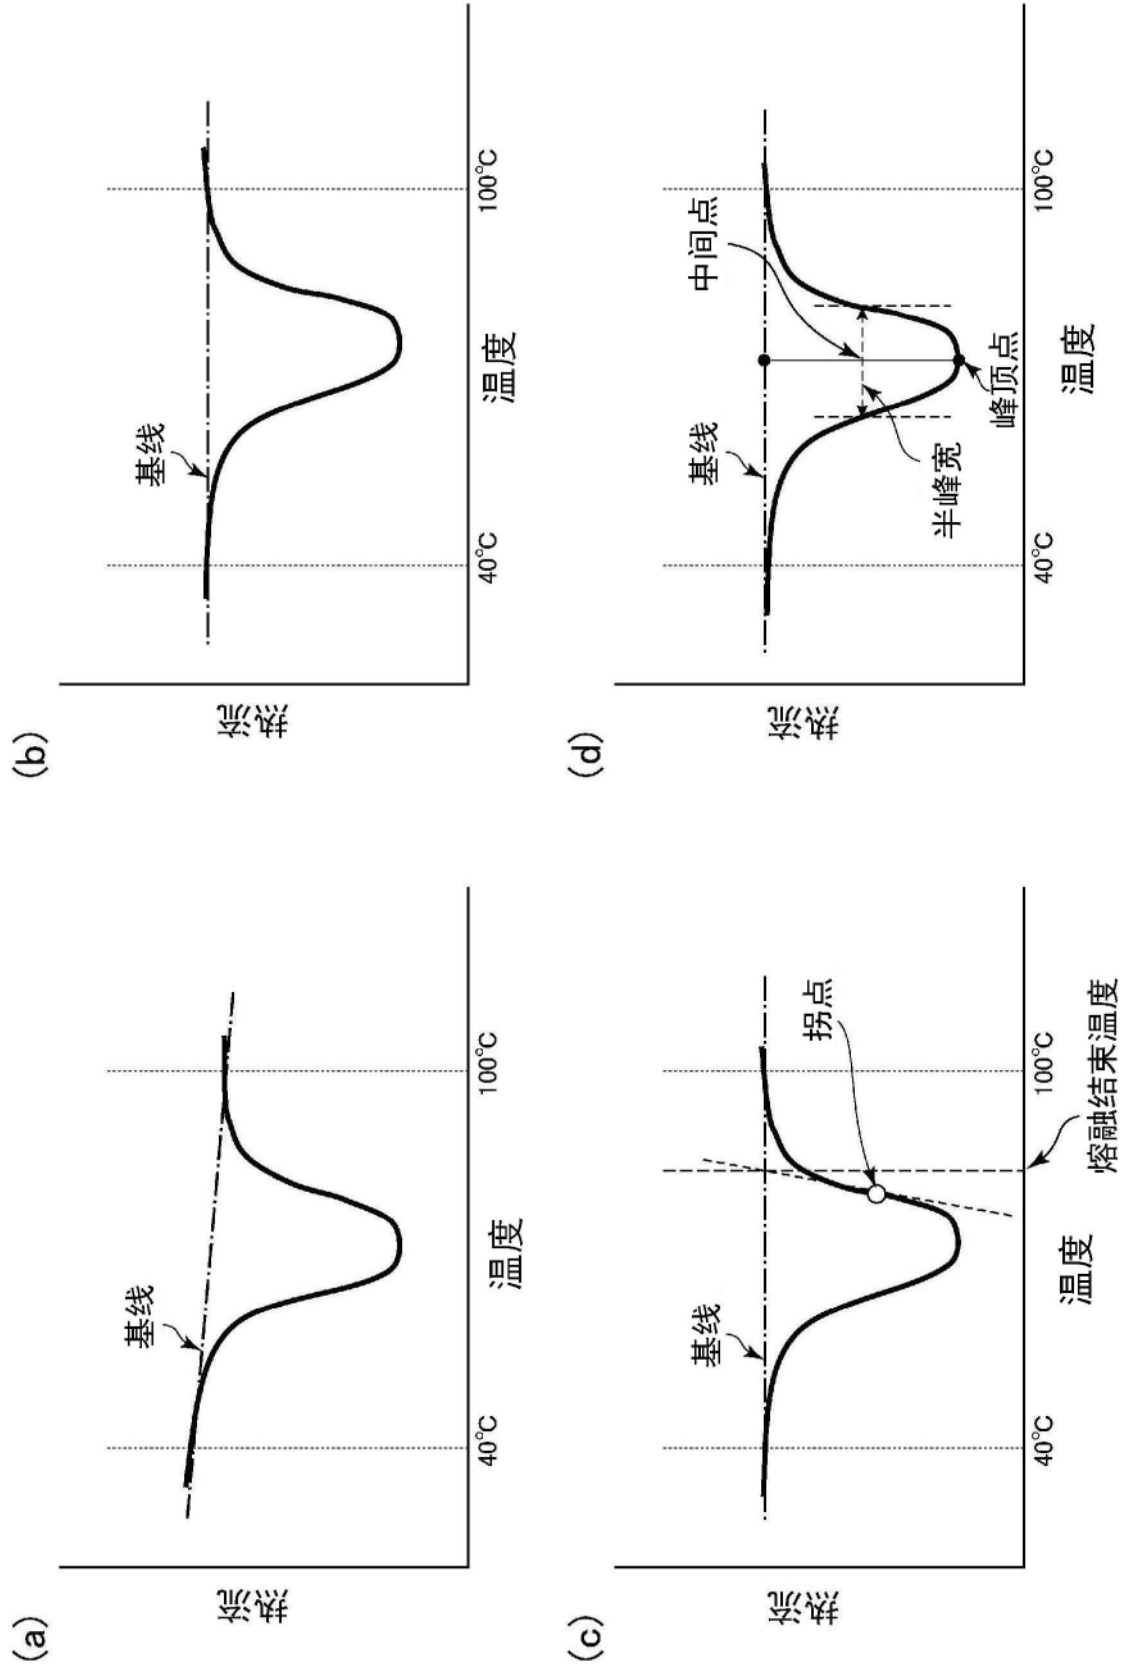 (a)
热流
基线
40℃
100℃
温度
(b)
热流
基线
40℃
100℃
温度
(c)
热流
基线
拐点
40℃
100℃
温度
熔融结束温度
(d)
热流
基线
中间点
半峰宽
峰顶点
40℃
100℃
温度